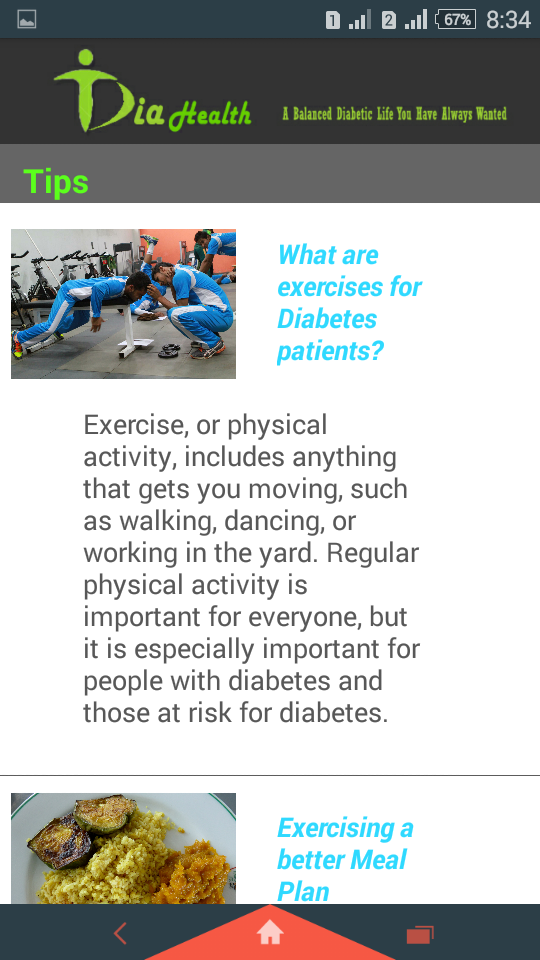 1 2 67% 8:34
Dia Health A Balanced Diabetic Life You Have Always Wanted
Tips
What are
exercises for
Diabetes
patients?
Exercise, or physical
activity, includes anything
that gets you moving, such
as walking, dancing, or
working in the yard. Regular
physical activity is
important for everyone, but
it is especially important for
people with diabetes and
those at risk for diabetes.
Exercising a
better Meal
Plan